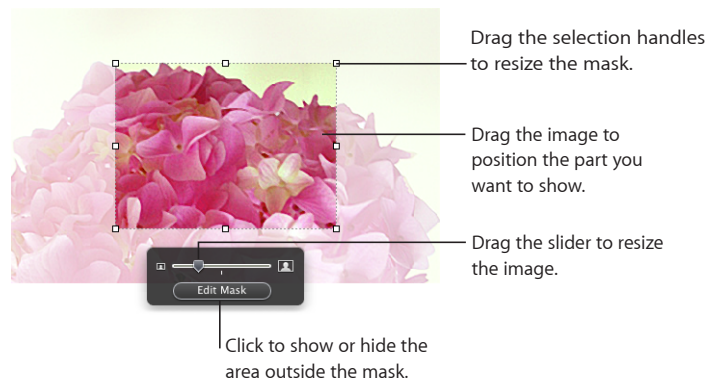 Drag the selection handles
to resize the mask.
Drag the image to
position the part you
want to show.
Drag the slider to resize
the image.
Edit Mask
Click to show or hide the
area outside the mask.